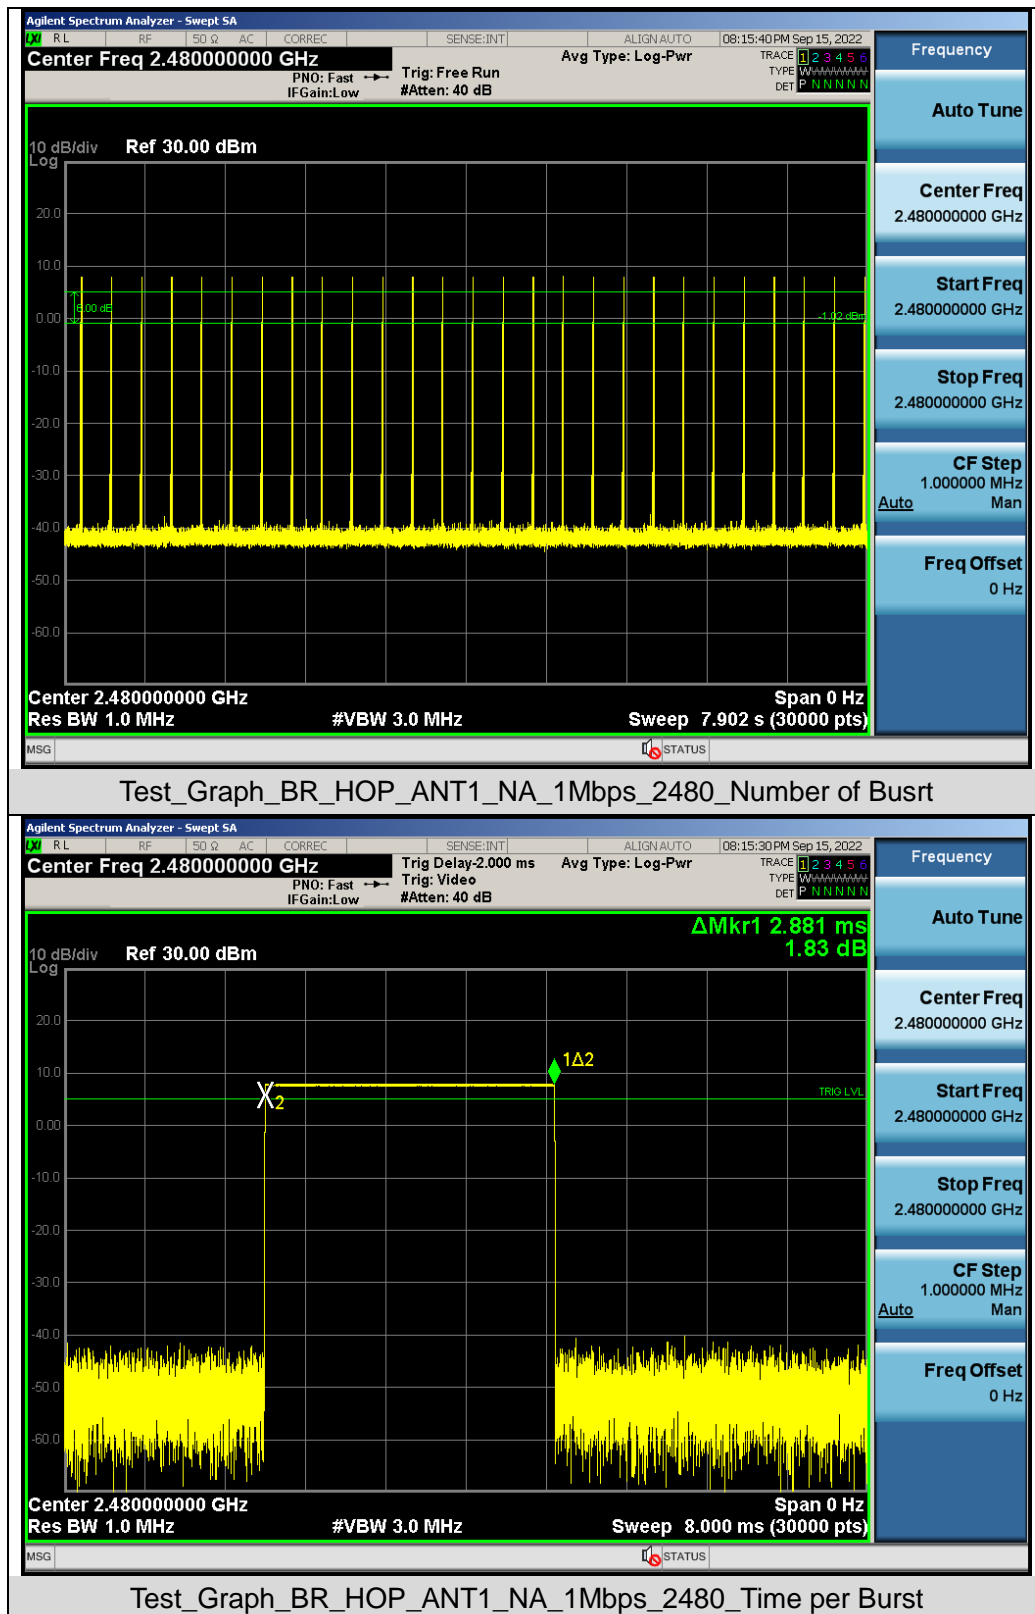 Agilent Spectrum Analyzer - Swept SA
LXI RL RF 50 Ω AC CORREC SENSE:INT ALIGN AUTO 08:15:40 PM Sep 15, 2022
Center Freq 2.480000000 GHz
PNO: Fast
IFGain:Low
Trig: Free Run
#Atten: 40 dB
Avg Type: Log-Pwr
TRACE 1 2 3 4 5 6
TYPE WWWWWW
DET P N N N N N
Frequency
Auto Tune
Center Freq
2.480000000 GHz
Start Freq
2.480000000 GHz
Stop Freq
2.480000000 GHz
CF Step
1.000000 MHz
Auto Man
Freq Offset
0 Hz
10 dB/div Ref 30.00 dBm
Log
20.0
10.0
6.00 dB
0.00
-1.02 dBm
-10.0
-20.0
-30.0
-40.0
-50.0
-60.0
Center 2.480000000 GHz Span 0 Hz
Res BW 1.0 MHz #VBW 3.0 MHz Sweep 7.902 s (30000 pts)
MSG STATUS
Test_Graph_BR_HOP_ANT1_NA_1Mbps_2480_Number of Busrt
Agilent Spectrum Analyzer - Swept SA
LXI RL RF 50 Ω AC CORREC SENSE:INT ALIGN AUTO 08:15:30 PM Sep 15, 2022
Center Freq 2.480000000 GHz
PNO: Fast
IFGain:Low
Trig Delay-2.000 ms
Trig: Video
#Atten: 40 dB
Avg Type: Log-Pwr
TRACE 1 2 3 4 5 6
TYPE WWWWWW
DET P N N N N N
Frequency
Auto Tune
Center Freq
2.480000000 GHz
Start Freq
2.480000000 GHz
Stop Freq
2.480000000 GHz
CF Step
1.000000 MHz
Auto Man
Freq Offset
0 Hz
ΔMkr1 2.881 ms
1.83 dB
10 dB/div Ref 30.00 dBm
Log
20.0
10.0
1Δ2
X2
TRIG LVL
0.00
-10.0
-20.0
-30.0
-40.0
-50.0
-60.0
Center 2.480000000 GHz Span 0 Hz
Res BW 1.0 MHz #VBW 3.0 MHz Sweep 8.000 ms (30000 pts)
MSG STATUS
Test_Graph_BR_HOP_ANT1_NA_1Mbps_2480_Time per Burst